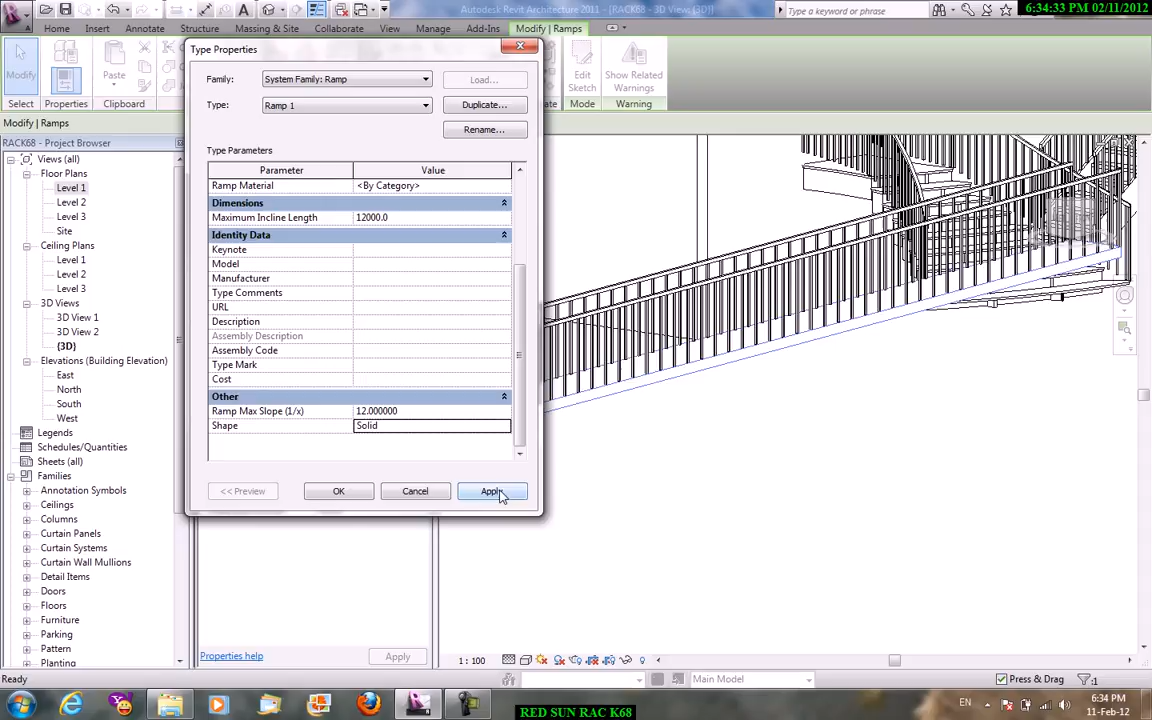 Autodesk Revit Architecture 2011 - RACK68 - 3D View: {3D}
Type a keyword or phrase
6:34:33 PM 02/11/2012
Home Insert Annotate Structure Massing & Site Collaborate View Manage Add-Ins Modify | Ramps
Modify
Paste
Edit Sketch
Show Related Warnings
Select Properties Clipboard Mode Warning
Modify | Ramps
RACK68 - Project Browser
Views (all)
Floor Plans
Level 1
Level 2
Level 3
Site
Ceiling Plans
Level 1
Level 2
Level 3
3D Views
3D View 1
3D View 2
{3D}
Elevations (Building Elevation)
East
North
South
West
Legends
Schedules/Quantities
Sheets (all)
Families
Annotation Symbols
Ceilings
Columns
Curtain Panels
Curtain Systems
Curtain Wall Mullions
Detail Items
Doors
Floors
Furniture
Parking
Pattern
Planting
Type Properties
Family: System Family: Ramp Load...
Type: Ramp 1 Duplicate...
Rename...
Type Parameters
Parameter Value
Ramp Material <By Category>
Dimensions
Maximum Incline Length 12000.0
Identity Data
Keynote
Model
Manufacturer
Type Comments
URL
Description
Assembly Description
Assembly Code
Type Mark
Cost
Other
Ramp Max Slope (1/x) 12.000000
Shape Solid
<< Preview OK Cancel Apply
Properties help Apply
1 : 100
Ready
Main Model
Press & Drag
:1
EN
6:34 PM
11-Feb-12
RED SUN RAC K68